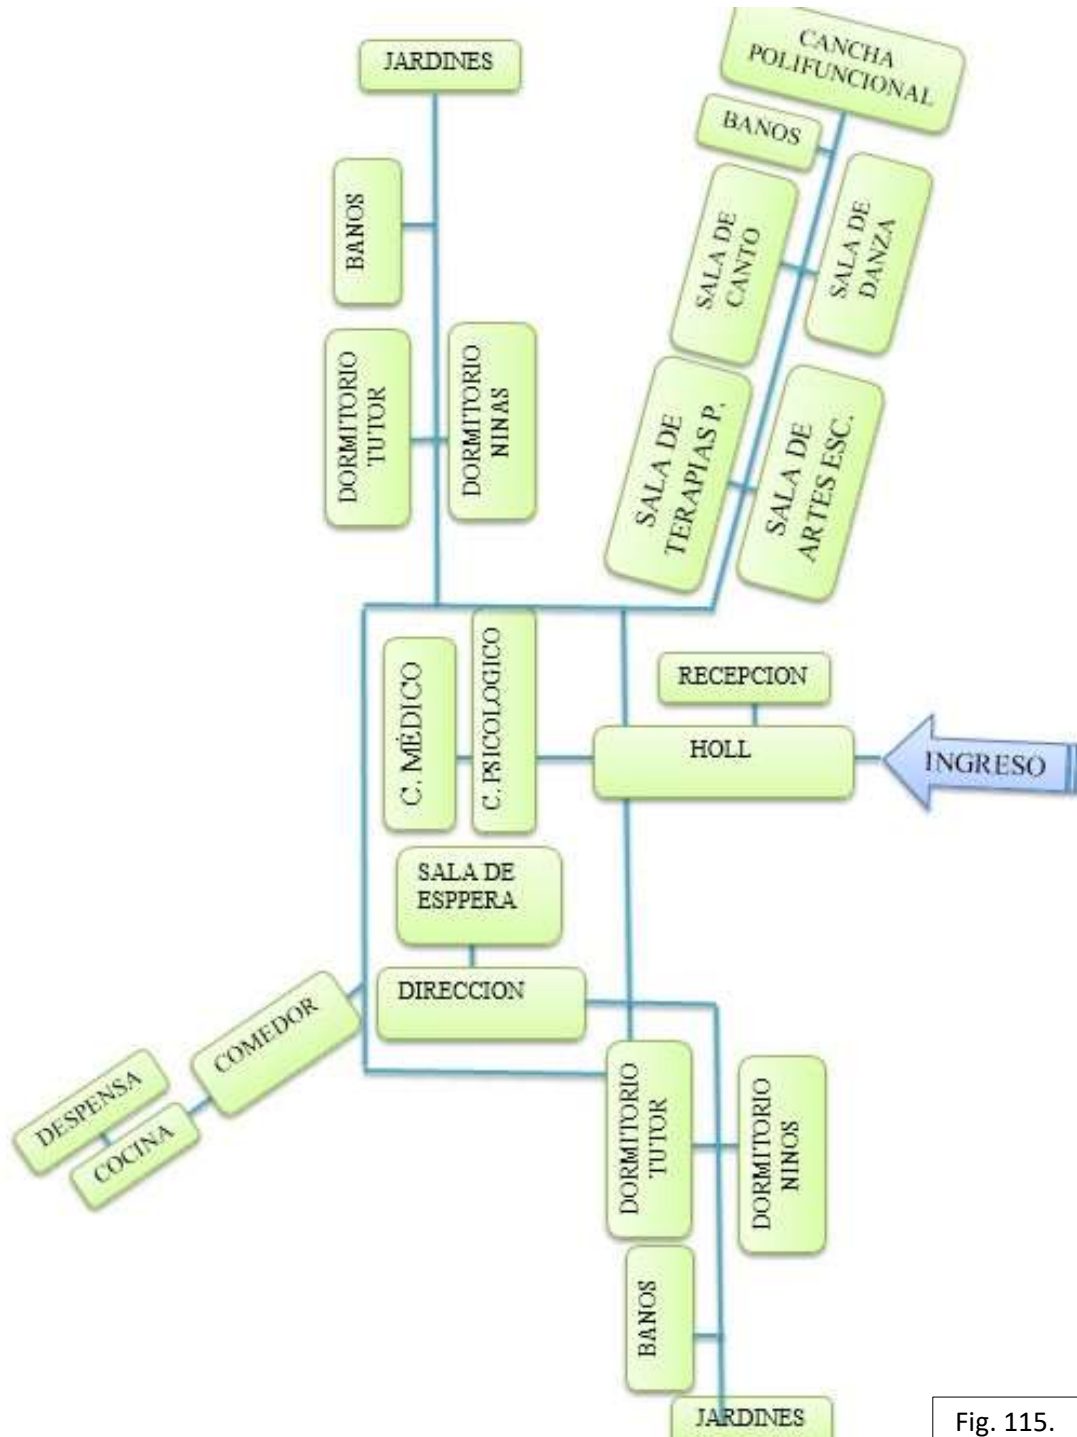 JARDINES
CANCHA
POLIFUNCIONAL
BANOS
BANOS
SALA DE
CANTO
SALA DE
DANZA
DORMITORIO
TUTOR
DORMITORIO
NINAS
SALA DE
TERAPIAS P.
SALA DE
ARTES ESC.
C. MÉDICO
C. PSICOLOGICO
RECEPCION
HOLL
INGRESO
SALA DE
ESPPERA
DIRECCION
COMEDOR
DESPENSA
COCINA
DORMITORIO
TUTOR
DORMITORIO
NINOS
BANOS
JARDINES
Fig. 115.